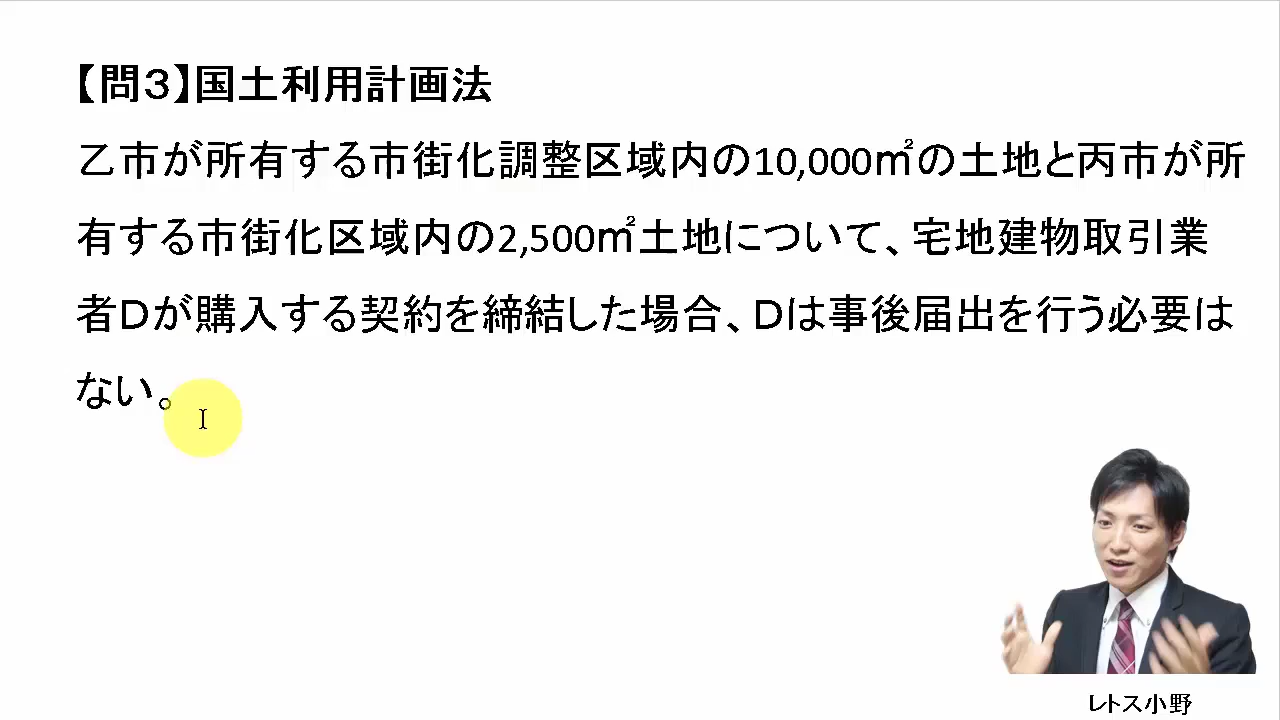 【問３】国土利用計画法
乙市が所有する市街化調整区域内の10,000㎡の土地と丙市が所
有する市街化区域内の2,500㎡土地について、宅地建物取引業
者Ｄが購入する契約を締結した場合、Ｄは事後届出を行う必要は
ない。
レトス小野